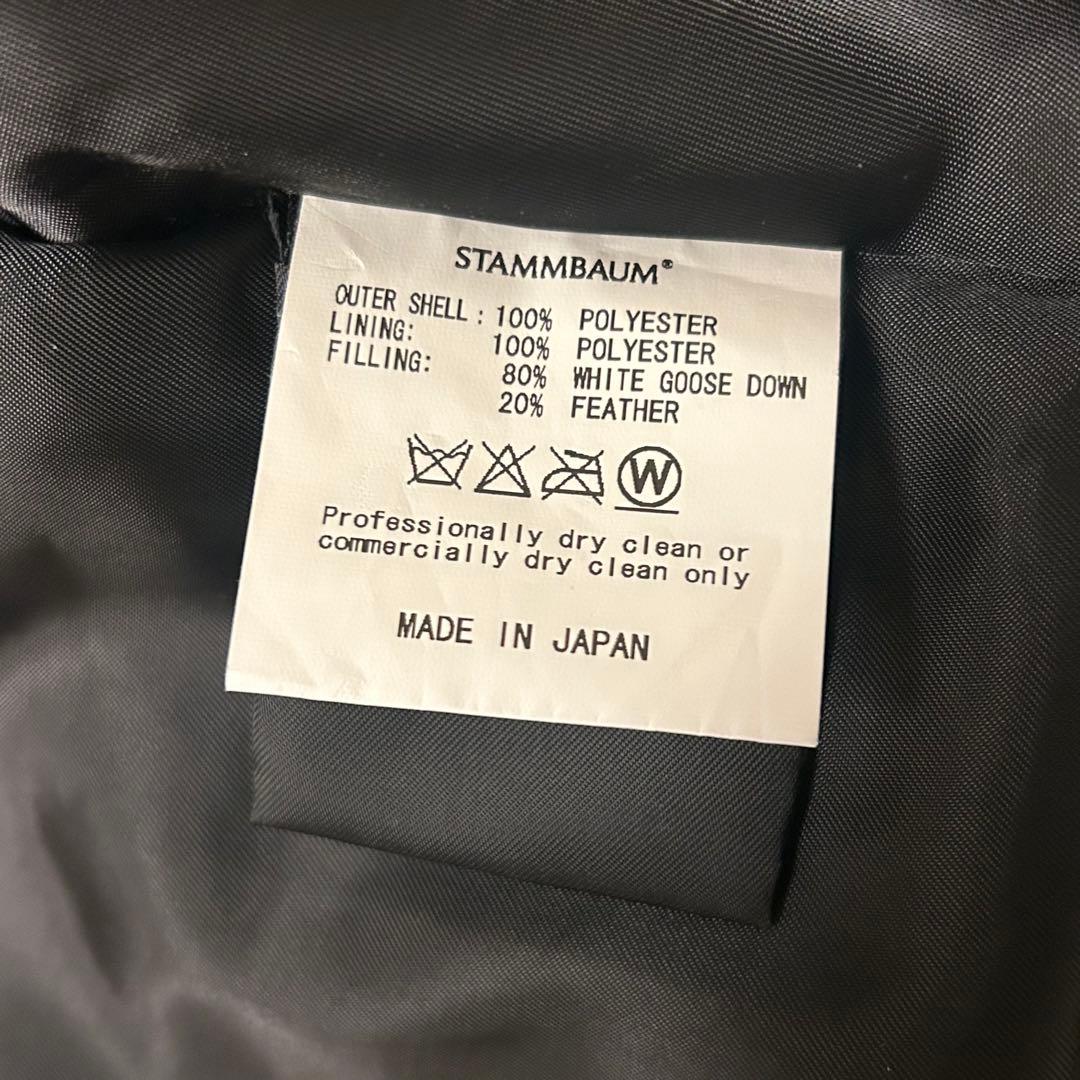 STAMMBAUM®
OUTER SHELL : 100% POLYESTER
LINING: 100% POLYESTER
FILLING: 80% WHITE GOOSE DOWN
20% FEATHER
W
Professionally dry clean or
commercially dry clean only
MADE IN JAPAN